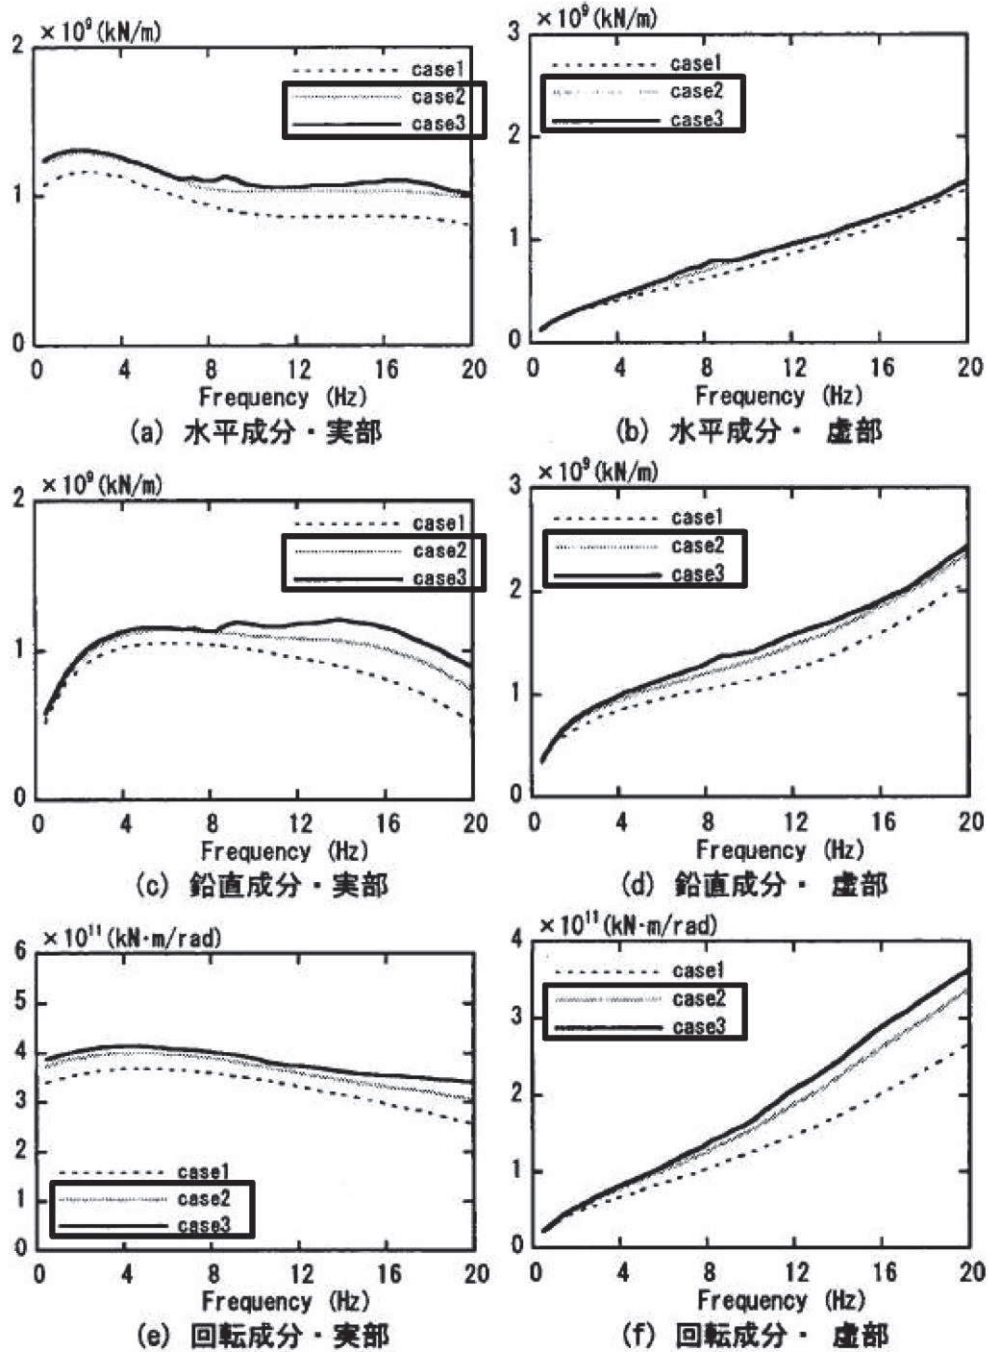 ×10⁹(kN/m)
2
1
0
case1
case2
case3
0 4 8 12 16 20
Frequency (Hz)
(a) 水平成分・実部
×10⁹(kN/m)
3
2
1
0
case1
case2
case3
0 4 8 12 16 20
Frequency (Hz)
(b) 水平成分・ 虚部
×10⁹(kN/m)
2
1
0
case1
case2
case3
0 4 8 12 16 20
Frequency (Hz)
(c) 鉛直成分・実部
×10⁹(kN/m)
3
2
1
0
case1
case2
case3
0 4 8 12 16 20
Frequency (Hz)
(d) 鉛直成分・ 虚部
×10¹¹(kN·m/rad)
6
5
4
3
2
1
0
case1
case2
case3
0 4 8 12 16 20
Frequency (Hz)
(e) 回転成分・実部
×10¹¹(kN·m/rad)
4
3
2
1
0
case1
case2
case3
0 4 8 12 16 20
Frequency (Hz)
(f) 回転成分・ 虚部